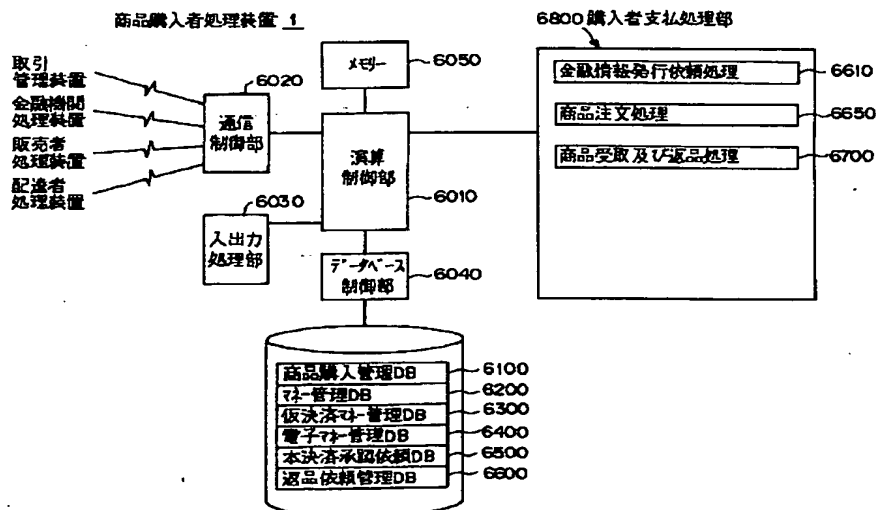 商品購入者処理装置 1
6800 購入者支払処理部
取引
管理装置
金融機関
処理装置
販売者
処理装置
配達者
処理装置
6020
通信
制御部
6050
メモリー
演算
制御部
6010
6030
入出力
処理部
データベース
制御部
6040
金融情報発行依頼処理
6610
商品注文処理
6650
商品受取及び返品処理
6700
商品購入管理DB
6100
マネー管理DB
6200
仮決済マネー管理DB
6300
電子マネー管理DB
6400
本決済承認依頼DB
6500
返品依頼管理DB
6600